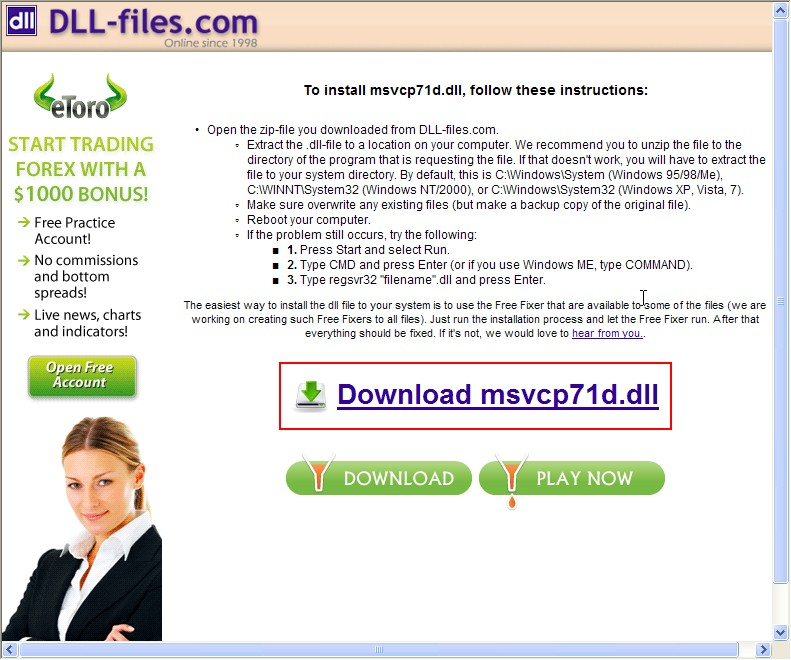 dll DLL-files.com
Online since 1998
eToro
START TRADING
FOREX WITH A
$1000 BONUS!
Free Practice
Account!
No commissions
and bottom
spreads!
Live news, charts
and indicators!
Open Free
Account
To install msvcp71d.dll, follow these instructions:
• Open the zip-file you downloaded from DLL-files.com.
◦ Extract the .dll-file to a location on your computer. We recommend you to unzip the file to the
directory of the program that is requesting the file. If that doesn't work, you will have to extract the
file to your system directory. By default, this is C:\Windows\System (Windows 95/98/Me),
C:\WINNT\System32 (Windows NT/2000), or C:\Windows\System32 (Windows XP, Vista, 7).
◦ Make sure overwrite any existing files (but make a backup copy of the original file).
◦ Reboot your computer.
◦ If the problem still occurs, try the following:
▪ 1. Press Start and select Run.
▪ 2. Type CMD and press Enter (or if you use Windows ME, type COMMAND).
▪ 3. Type regsvr32 "filename".dll and press Enter.
The easiest way to install the dll file to your system is to use the Free Fixer that are available to some of the files (we are
working on creating such Free Fixers to all files). Just run the installation process and let the Free Fixer run. After that
everything should be fixed. If it's not, we would love to hear from you..
Download msvcp71d.dll
DOWNLOAD
PLAY NOW